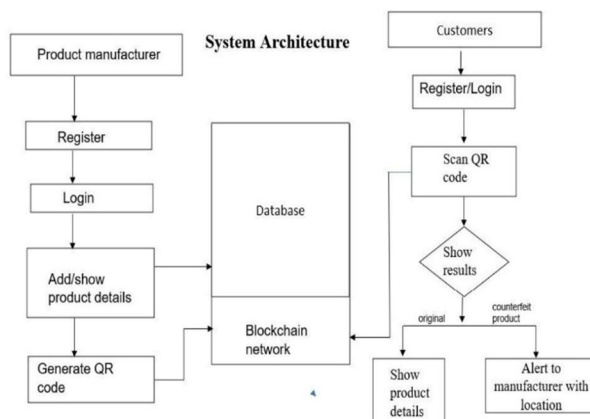 System Architecture
Product manufacturer
Register
Login
Add/show
product details
Generate QR
code
Database
Blockchain
network
Customers
Register/Login
Scan QR
code
Show
results
original
counterfeit
product
Show
product
details
Alert to
manufacturer with
location